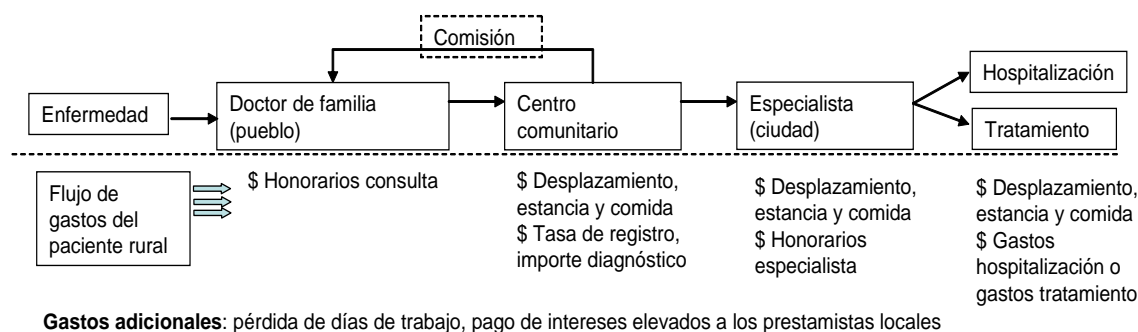 Comisión
Enfermedad
Doctor de familia
(pueblo)
Centro
comunitario
Especialista
(ciudad)
Hospitalización
Tratamiento
Flujo de
gastos del
paciente rural
$ Honorarios consulta
$ Desplazamiento,
estancia y comida
$ Tasa de registro,
importe diagnóstico
$ Desplazamiento,
estancia y comida
$ Honorarios
especialista
$ Desplazamiento,
estancia y comida
$ Gastos
hospitalización o
gastos tratamiento
Gastos adicionales: pérdida de días de trabajo, pago de intereses elevados a los prestamistas locales